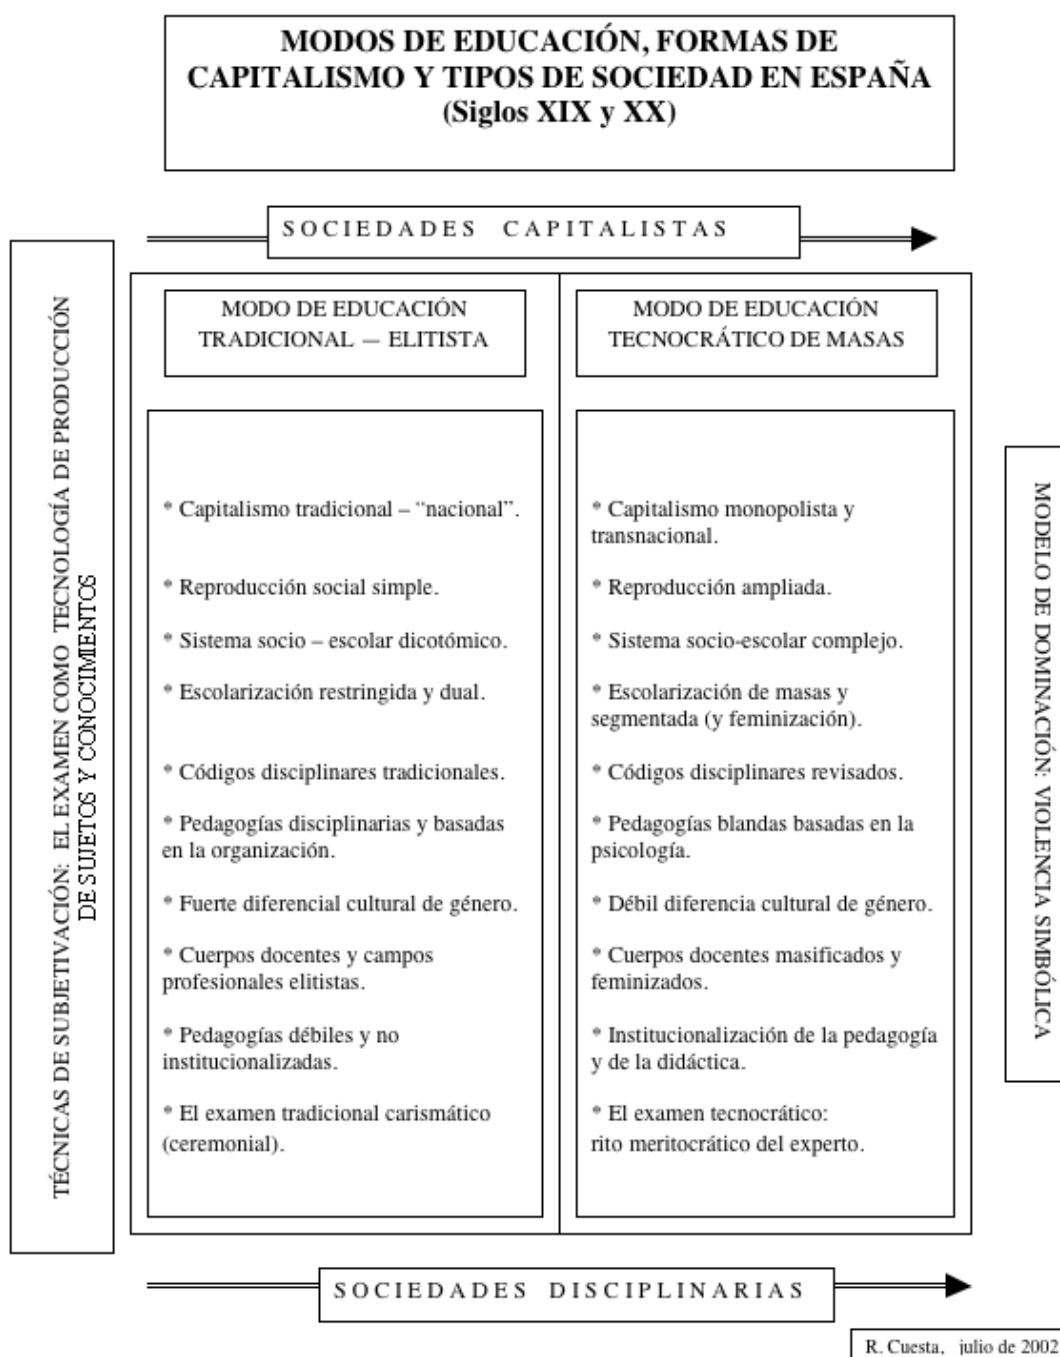 MODOS DE EDUCACIÓN, FORMAS DE
CAPITALISMO Y TIPOS DE SOCIEDAD EN ESPAÑA
(Siglos XIX y XX)
SOCIEDADES CAPITALISTAS
TÉCNICAS DE SUBJETIVACIÓN: EL EXAMEN COMO TECNOLOGÍA DE PRODUCCIÓN
DE SUJETOS Y CONOCIMIENTOS
MODO DE EDUCACIÓN
TRADICIONAL — ELITISTA
* Capitalismo tradicional – “nacional”.
* Reproducción social simple.
* Sistema socio – escolar dicotómico.
* Escolarización restringida y dual.
* Códigos disciplinares tradicionales.
* Pedagogías disciplinarias y basadas
en la organización.
* Fuerte diferencial cultural de género.
* Cuerpos docentes y campos
profesionales elitistas.
* Pedagogías débiles y no
institucionalizadas.
* El examen tradicional carismático
(ceremonial).
MODO DE EDUCACIÓN
TECNOCRÁTICO DE MASAS
* Capitalismo monopolista y
transnacional.
* Reproducción ampliada.
* Sistema socio-escolar complejo.
* Escolarización de masas y
segmentada (y feminización).
* Códigos disciplinares revisados.
* Pedagogías blandas basadas en la
psicología.
* Débil diferencia cultural de género.
* Cuerpos docentes masificados y
feminizados.
* Institucionalización de la pedagogía
y de la didáctica.
* El examen tecnocrático:
rito meritocrático del experto.
MODELO DE DOMINACIÓN: VIOLENCIA SIMBÓLICA
SOCIEDADES DISCIPLINARIAS
R. Cuesta, julio de 2002